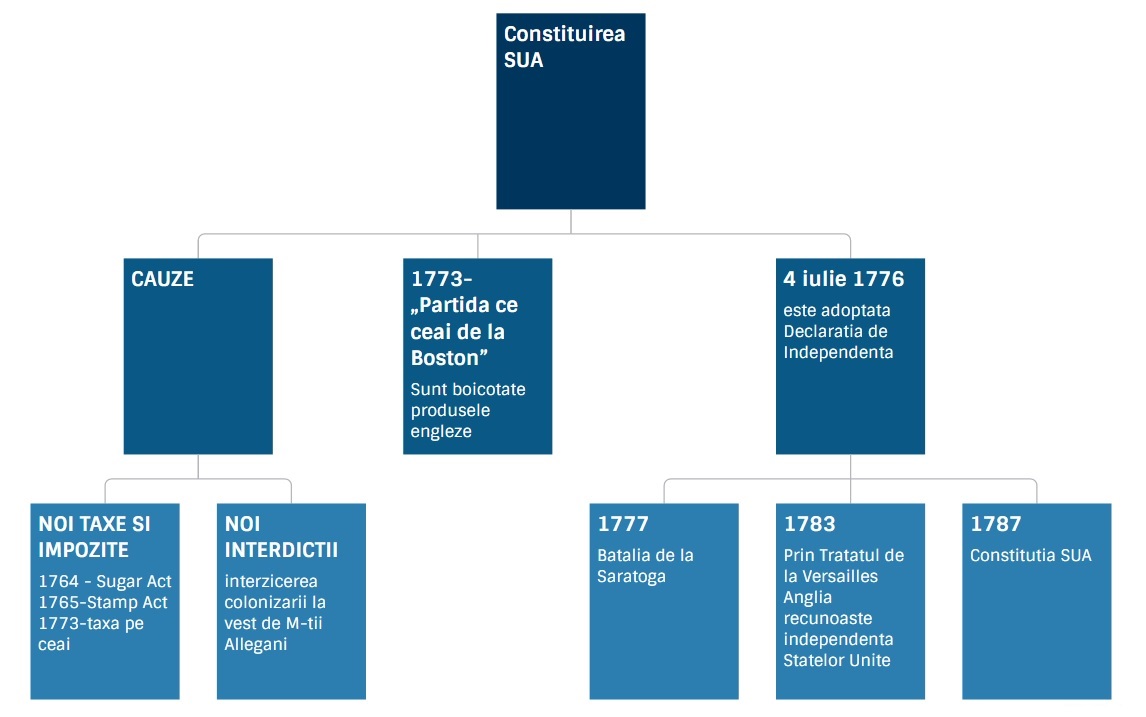 Constituirea
SUA
CAUZE
1773-
„Partida ce
ceai de la
Boston”
Sunt boicotate
produsele
engleze
4 iulie 1776
este adoptata
Declaratia de
Independenta
NOI TAXE SI
IMPOZITE
1764 - Sugar Act
1765-Stamp Act
1773-taxa pe
ceai
NOI
INTERDICTII
interzicerea
colonizarii la
vest de M-tii
Allegani
1777
Batalia de la
Saratoga
1783
Prin Tratatul de
la Versailles
Anglia
recunoaste
independenta
Statelor Unite
1787
Constitutia SUA